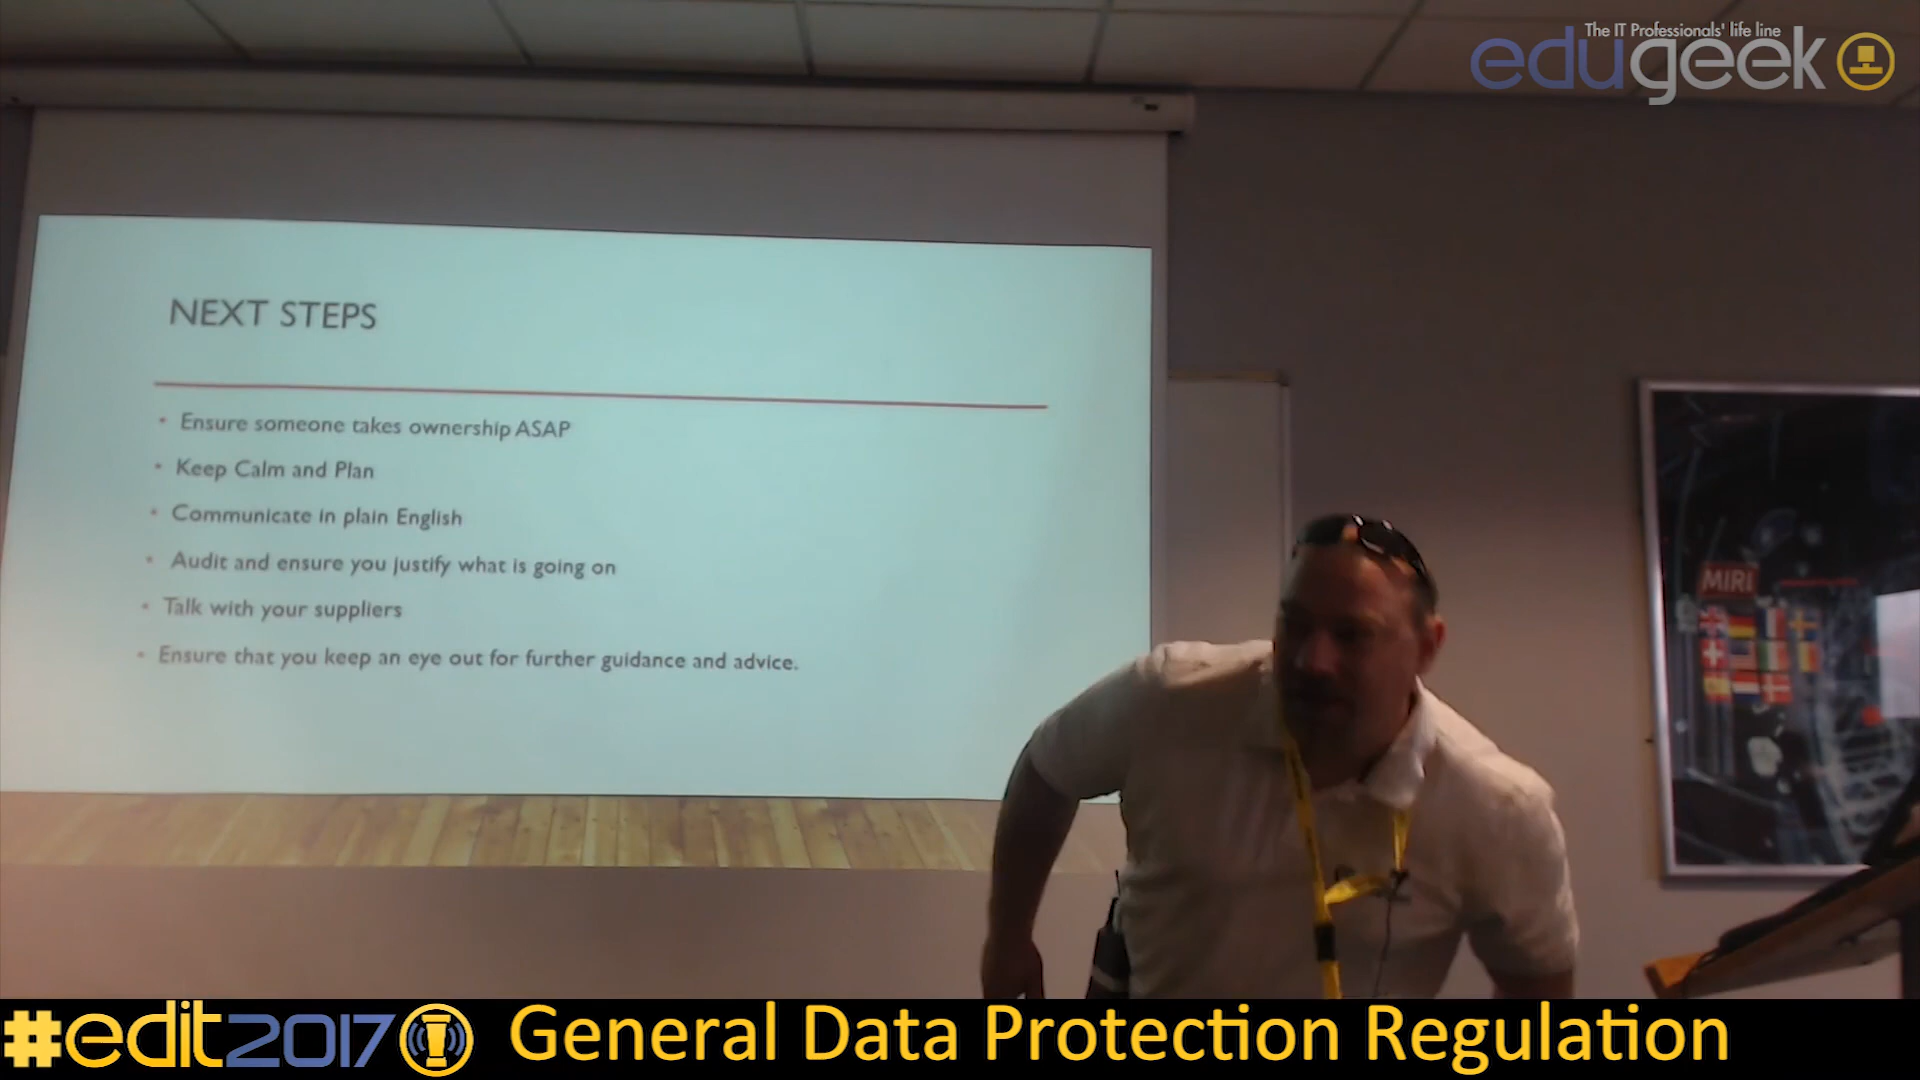 The IT Professionals' life line
edugeek
NEXT STEPS
• Ensure someone takes ownership ASAP
• Keep Calm and Plan
• Communicate in plain English
• Audit and ensure you justify what is going on
• Talk with your suppliers
• Ensure that you keep an eye out for further guidance and advice.
MIRI
#edit2017 General Data Protection Regulation